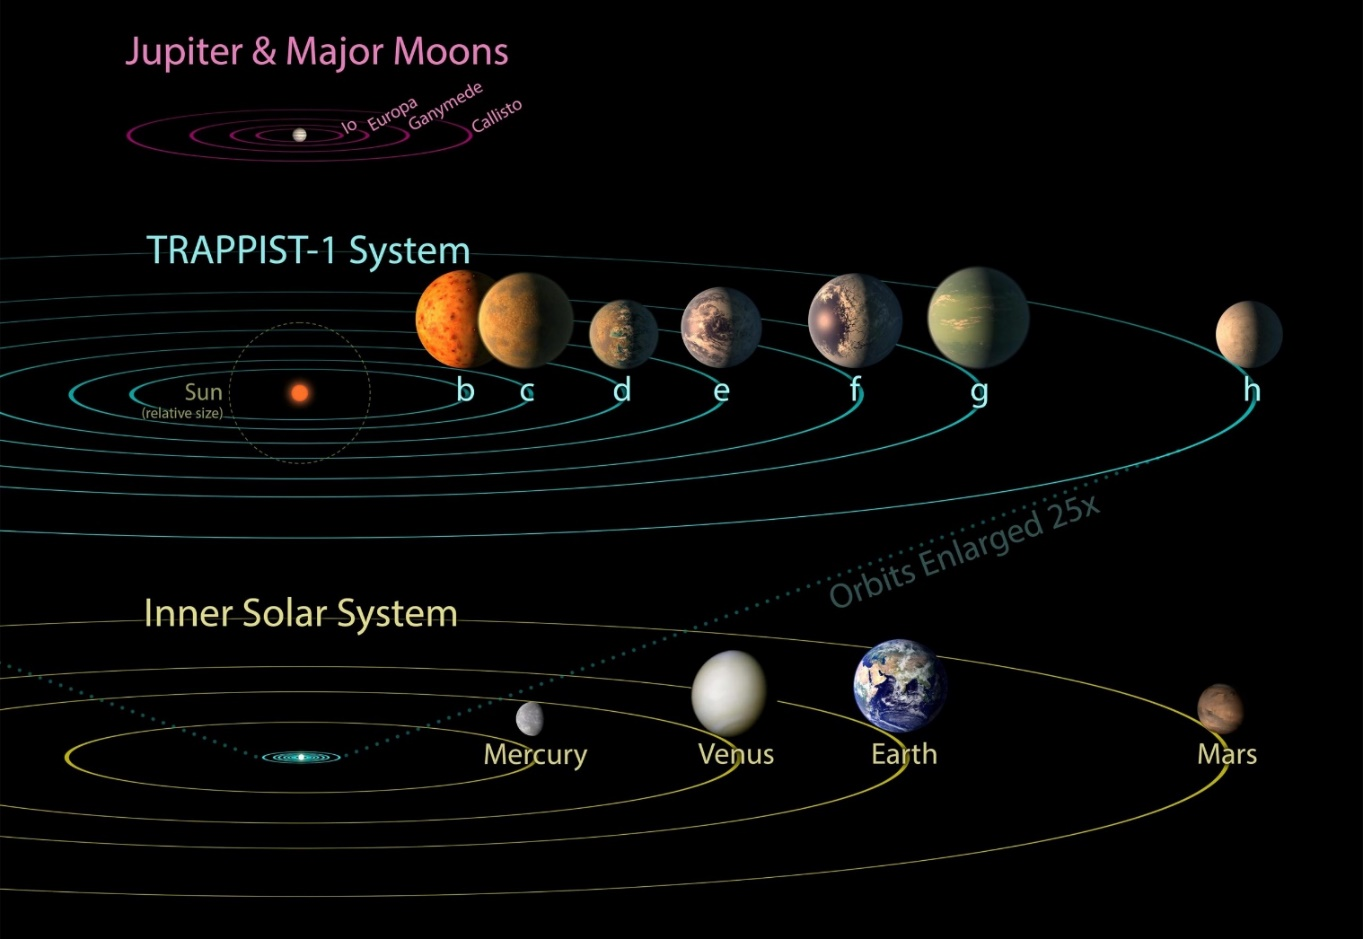 Jupiter & Major Moons
Io Europa Ganymede Callisto
TRAPPIST-1 System
Sun
(relative size)
b c d e f g h
Orbits Enlarged 25x
Inner Solar System
Mercury Venus Earth Mars